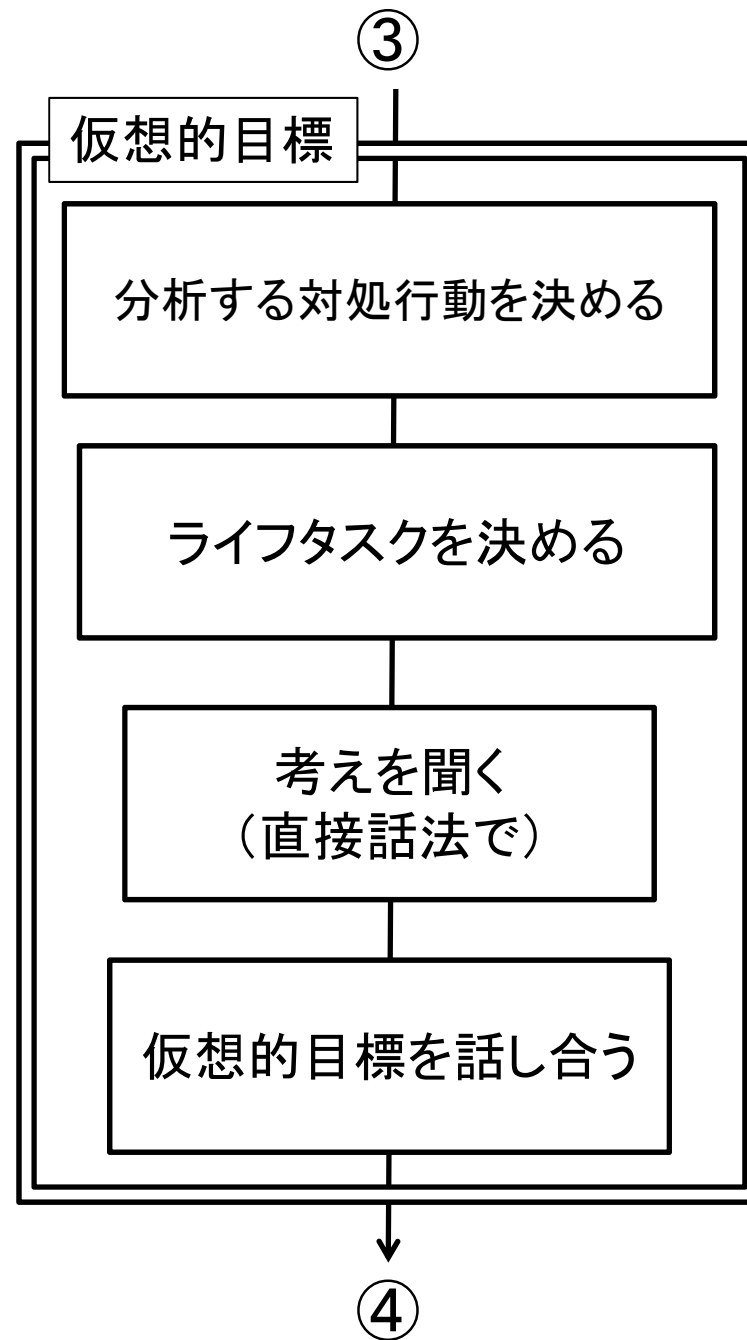 ③
仮想的目標
分析する対処行動を決める
ライフタスクを決める
考えを聞く
（直接話法で）
仮想的目標を話し合う
④